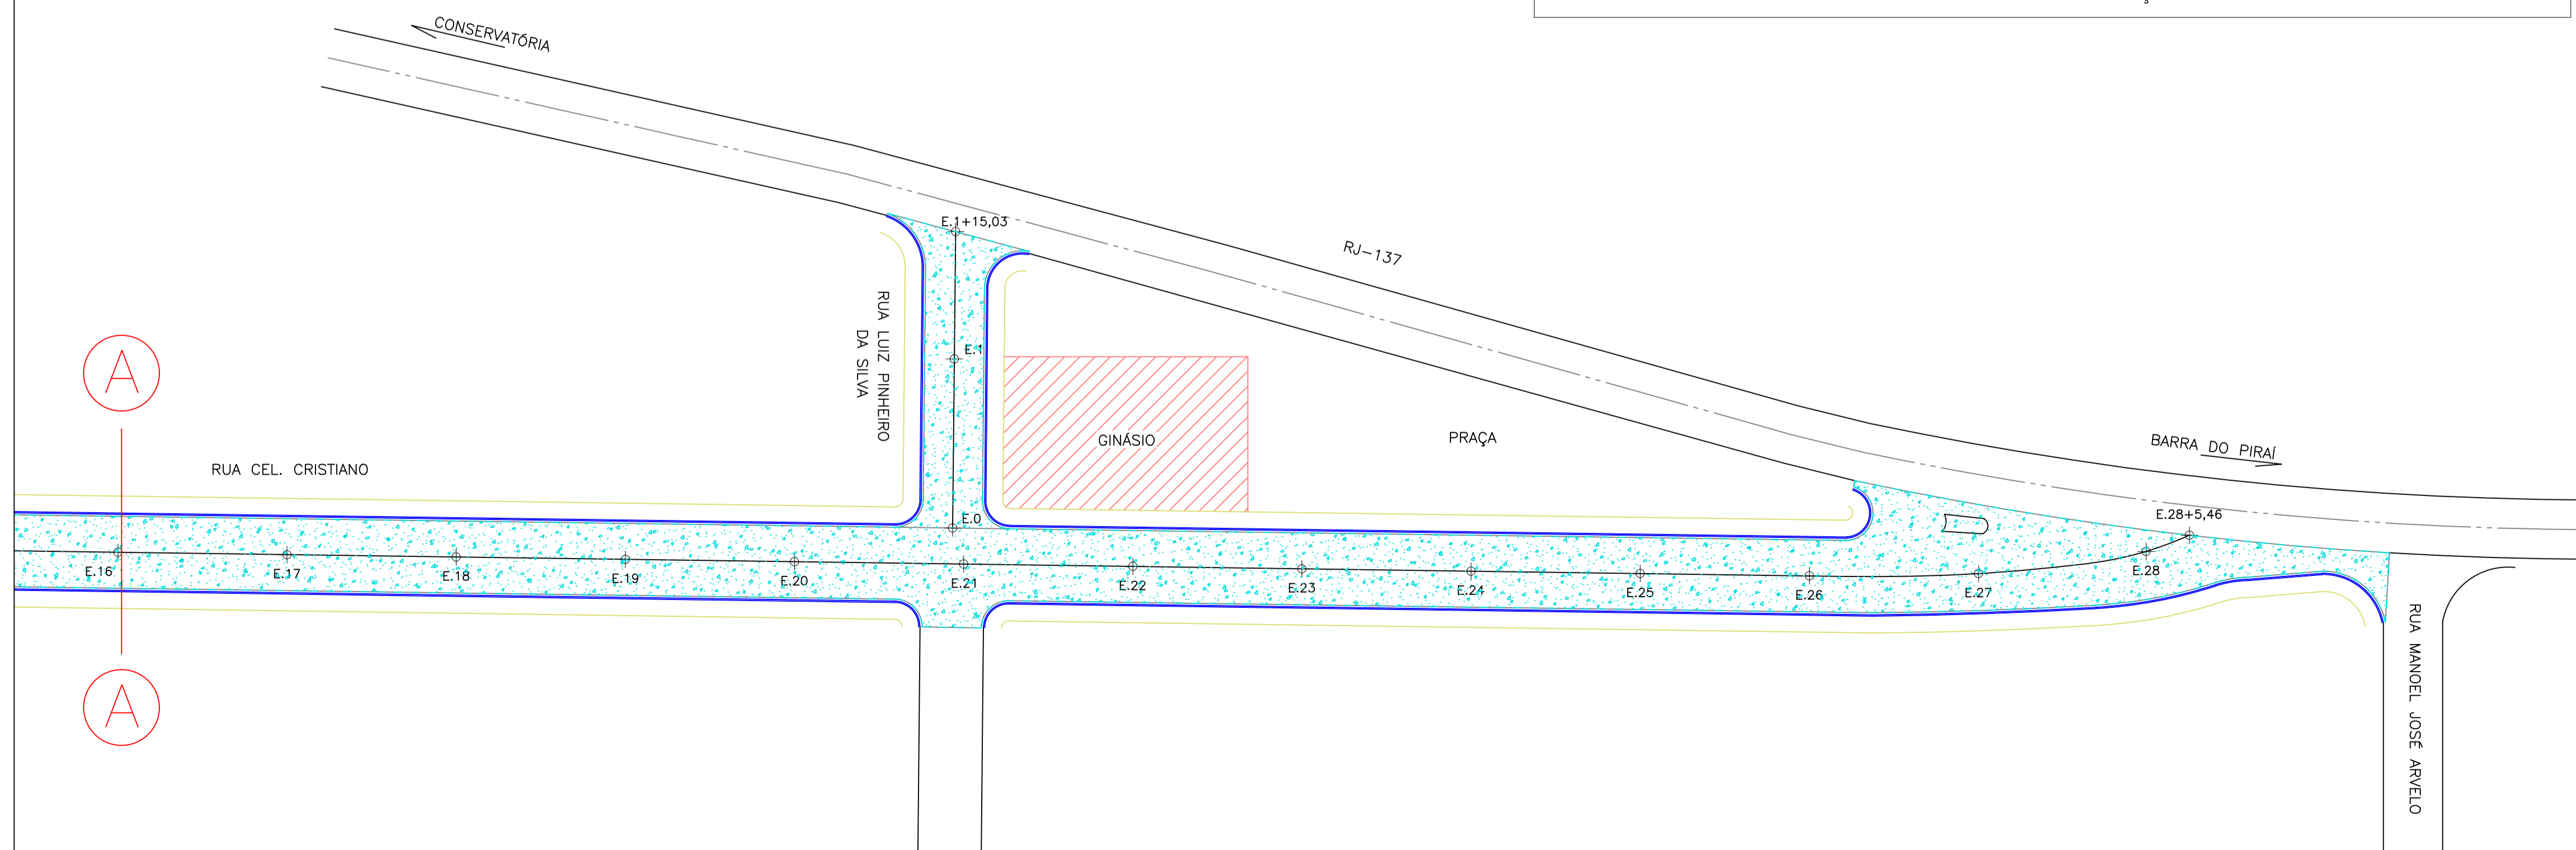 CONSERVATÓRIA
E.1+15,03
RJ-137
RUA LUIZ PINHEIRO
DA SILVA
E.1
A
GINÁSIO
PRAÇA
BARRA DO PIRAÍ
RUA CEL. CRISTIANO
E.0
E.28+5,46
E.16
E.17
E.18
E.19
E.20
E.21
E.22
E.23
E.24
E.25
E.26
E.27
E.28
A
RUA MANOEL JOSÉ ARVELO